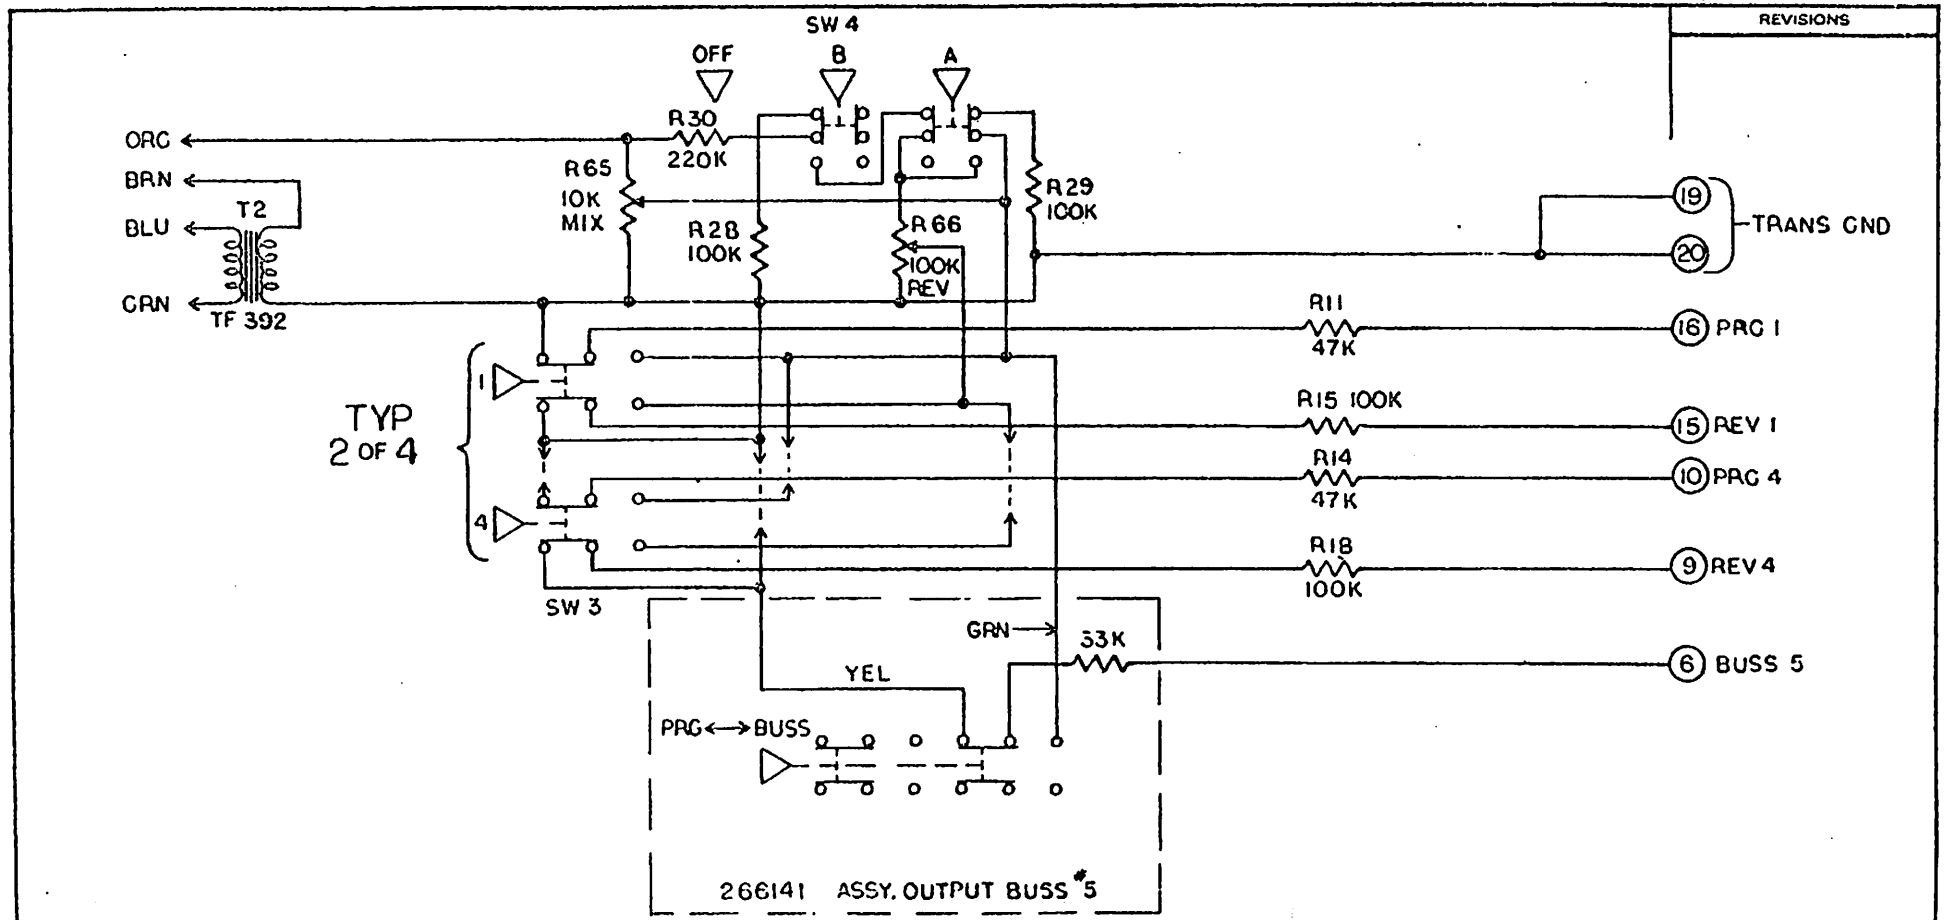 REVISIONS
SW 4
OFF
B
A
R30
220K
ORG
BRN
BLU
GRN
T2
TF 392
R65
10K
MIX
R28
100K
R66
100K
REV
R29
100K
19
20
TRANS GND
R11
47K
16 PRG 1
1
TYP
2 OF 4
R15 100K
15 REV 1
R14
47K
10 PRG 4
4
R18
100K
9 REV 4
SW 3
GRN
33K
6 BUSS 5
YEL
PRG BUSS
266141 ASSY. OUTPUT BUSS #5